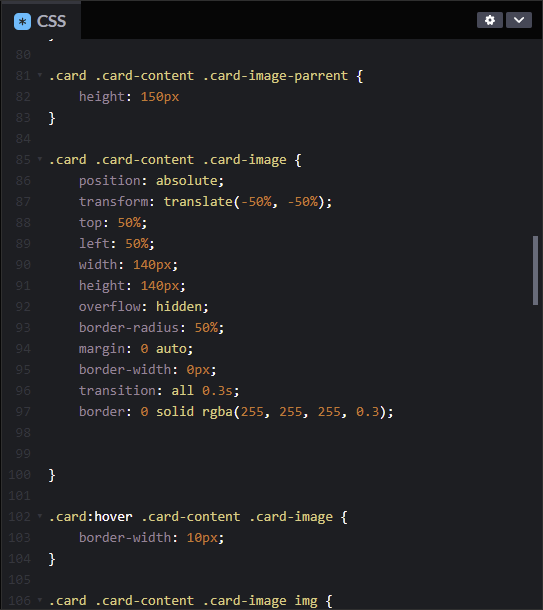 CSS
}
80
81 .card .card-content .card-image-parrent {
82 height: 150px
83 }
84
85 .card .card-content .card-image {
86 position: absolute;
87 transform: translate(-50%, -50%);
88 top: 50%;
89 left: 50%;
90 width: 140px;
91 height: 140px;
92 overflow: hidden;
93 border-radius: 50%;
94 margin: 0 auto;
95 border-width: 0px;
96 transition: all 0.3s;
97 border: 0 solid rgba(255, 255, 255, 0.3);
98
99
100 }
101
102 .card:hover .card-content .card-image {
103 border-width: 10px;
104 }
105
106 .card .card-content .card-image img {